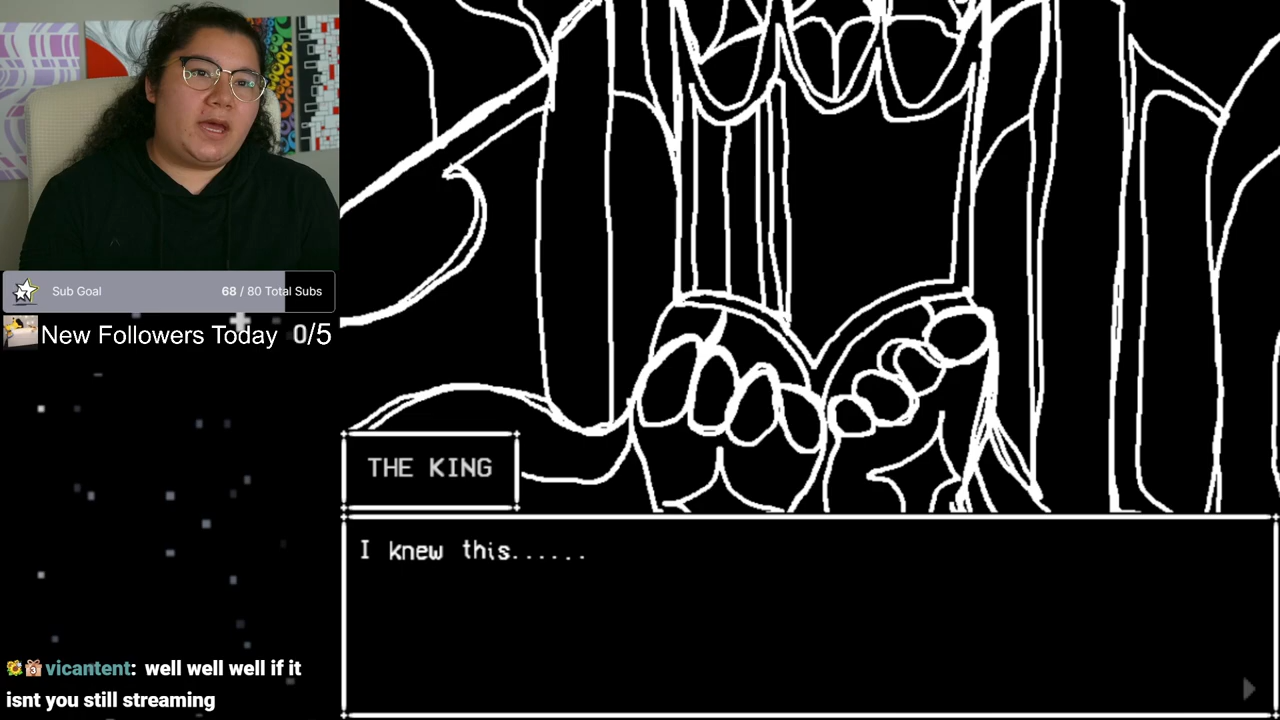 Sub Goal 68 / 80 Total Subs
New Followers Today 0/5
THE KING
I knew this......
vicantent: well well well if it
isnt you still streaming